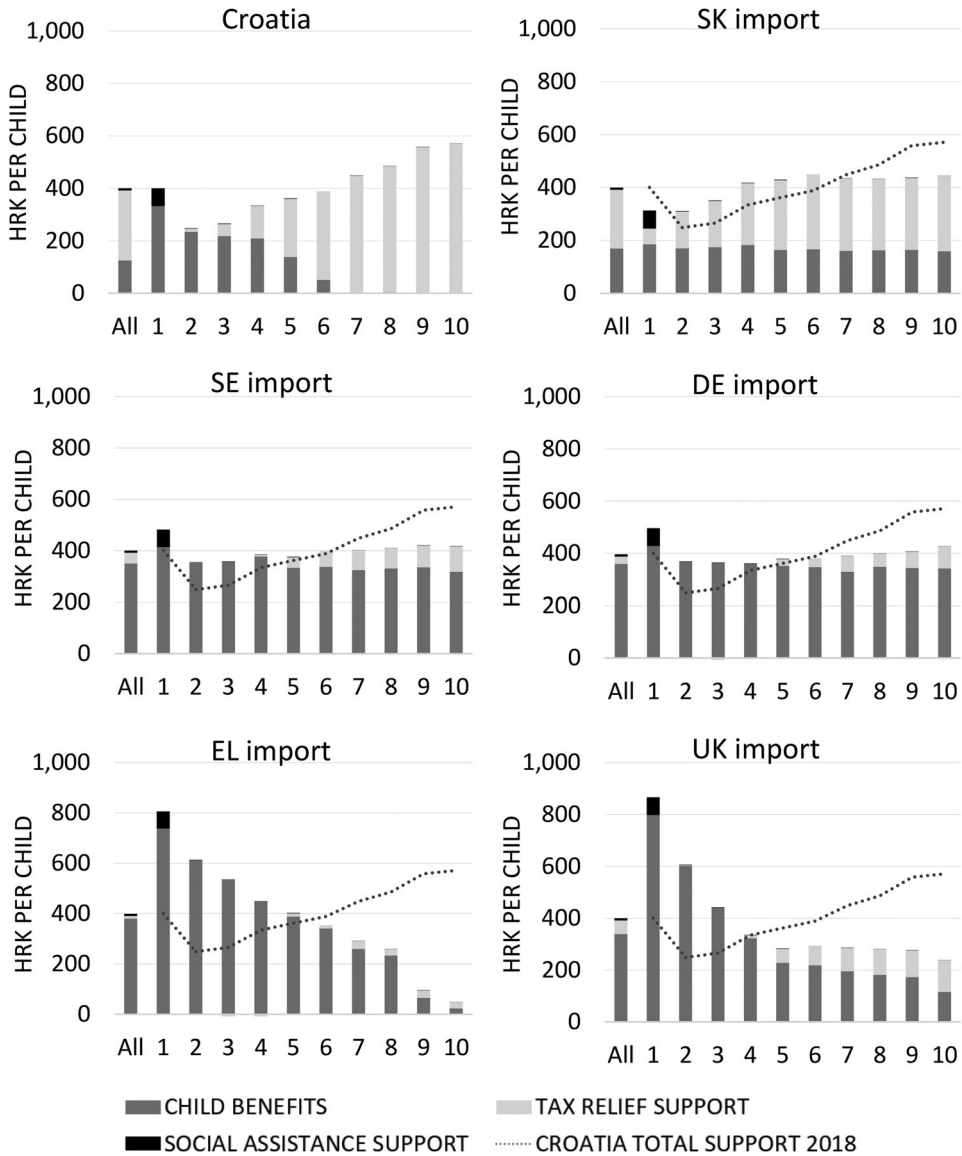 Croatia
1,000
800
600
400
200
0
HRK PER CHILD
All 1 2 3 4 5 6 7 8 9 10
SK import
1,000
800
600
400
200
0
HRK PER CHILD
All 1 2 3 4 5 6 7 8 9 10
SE import
1,000
800
600
400
200
0
HRK PER CHILD
All 1 2 3 4 5 6 7 8 9 10
DE import
1,000
800
600
400
200
0
HRK PER CHILD
All 1 2 3 4 5 6 7 8 9 10
EL import
1,000
800
600
400
200
0
HRK PER CHILD
All 1 2 3 4 5 6 7 8 9 10
UK import
1,000
800
600
400
200
0
HRK PER CHILD
All 1 2 3 4 5 6 7 8 9 10
CHILD BENEFITS
TAX RELIEF SUPPORT
SOCIAL ASSISTANCE SUPPORT
CROATIA TOTAL SUPPORT 2018